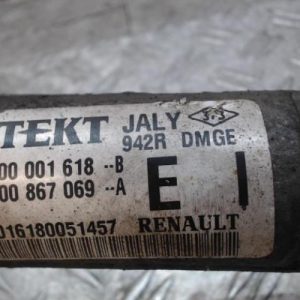 TEKT JALY
942R DMGE
00 001 618 --B
00 867 069 --A
E I
016180051457 RENAULT